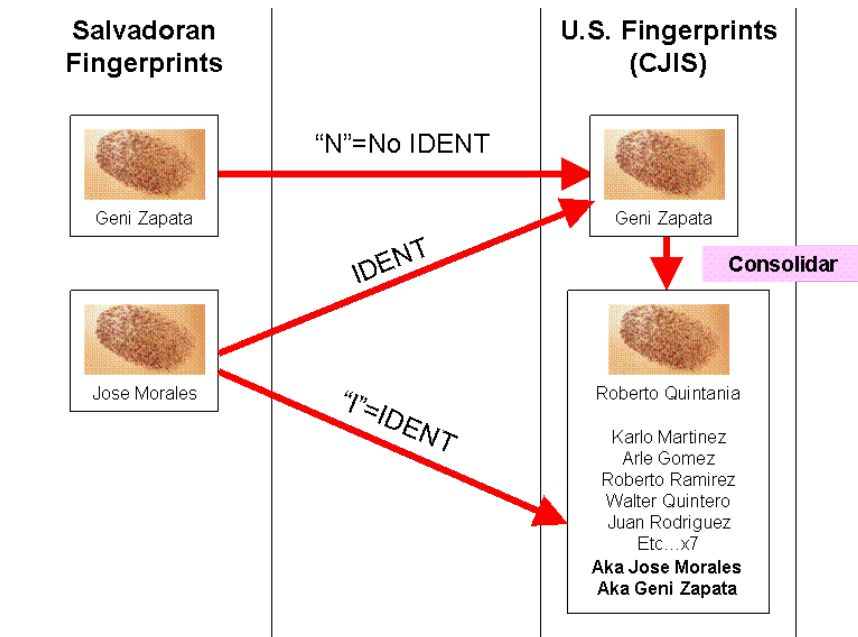 Salvadoran
Fingerprints
U.S. Fingerprints
(CJIS)
“N”=No IDENT
Geni Zapata
Geni Zapata
IDENT
Consolidar
Jose Morales
“I”=IDENT
Roberto Quintania
Karlo Martinez
Arle Gomez
Roberto Ramirez
Walter Quintero
Juan Rodriguez
Etc...x7
Aka Jose Morales
Aka Geni Zapata